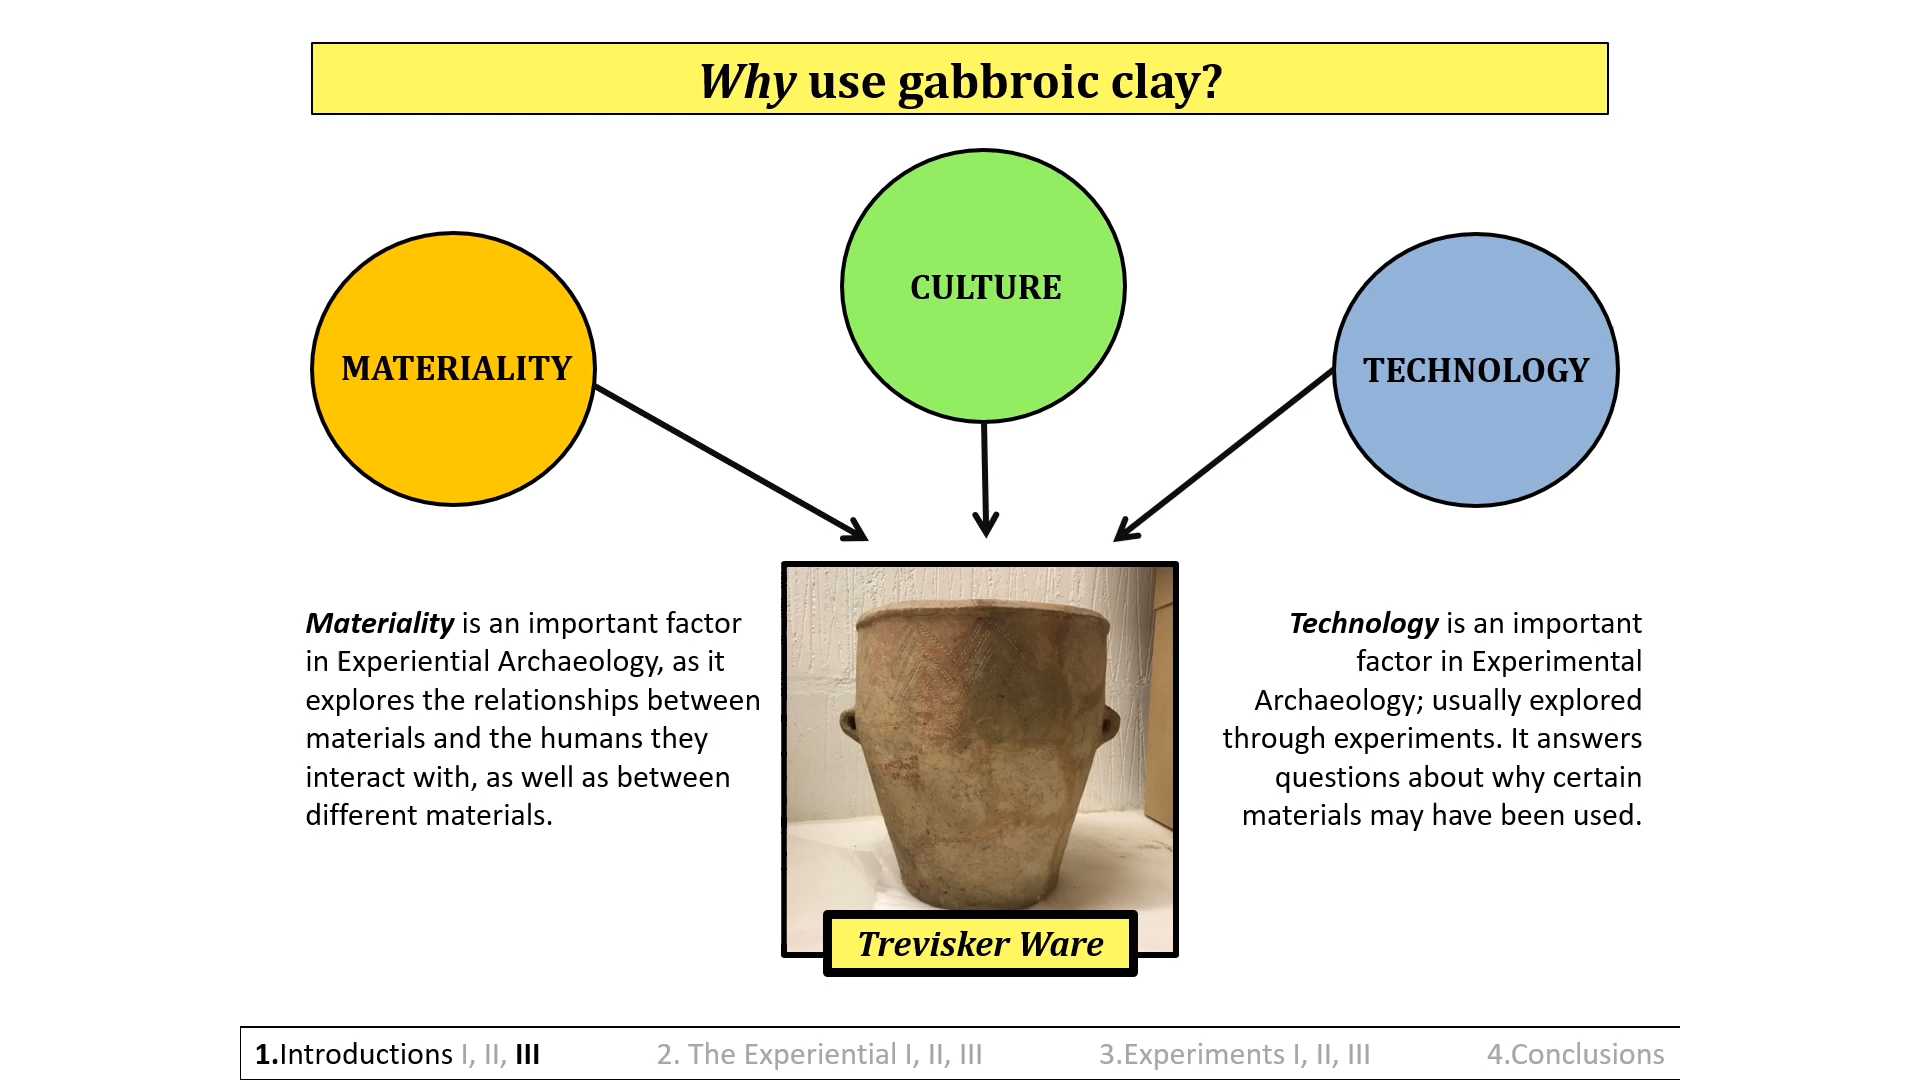 Why use gabbroic clay?
CULTURE
MATERIALITY
TECHNOLOGY
Materiality is an important factor
in Experiential Archaeology, as it
explores the relationships between
materials and the humans they
interact with, as well as between
different materials.
Technology is an important
factor in Experimental
Archaeology; usually explored
through experiments. It answers
questions about why certain
materials may have been used.
Trevisker Ware
1.Introductions I, II, III
2. The Experiential I, II, III
3.Experiments I, II, III
4.Conclusions